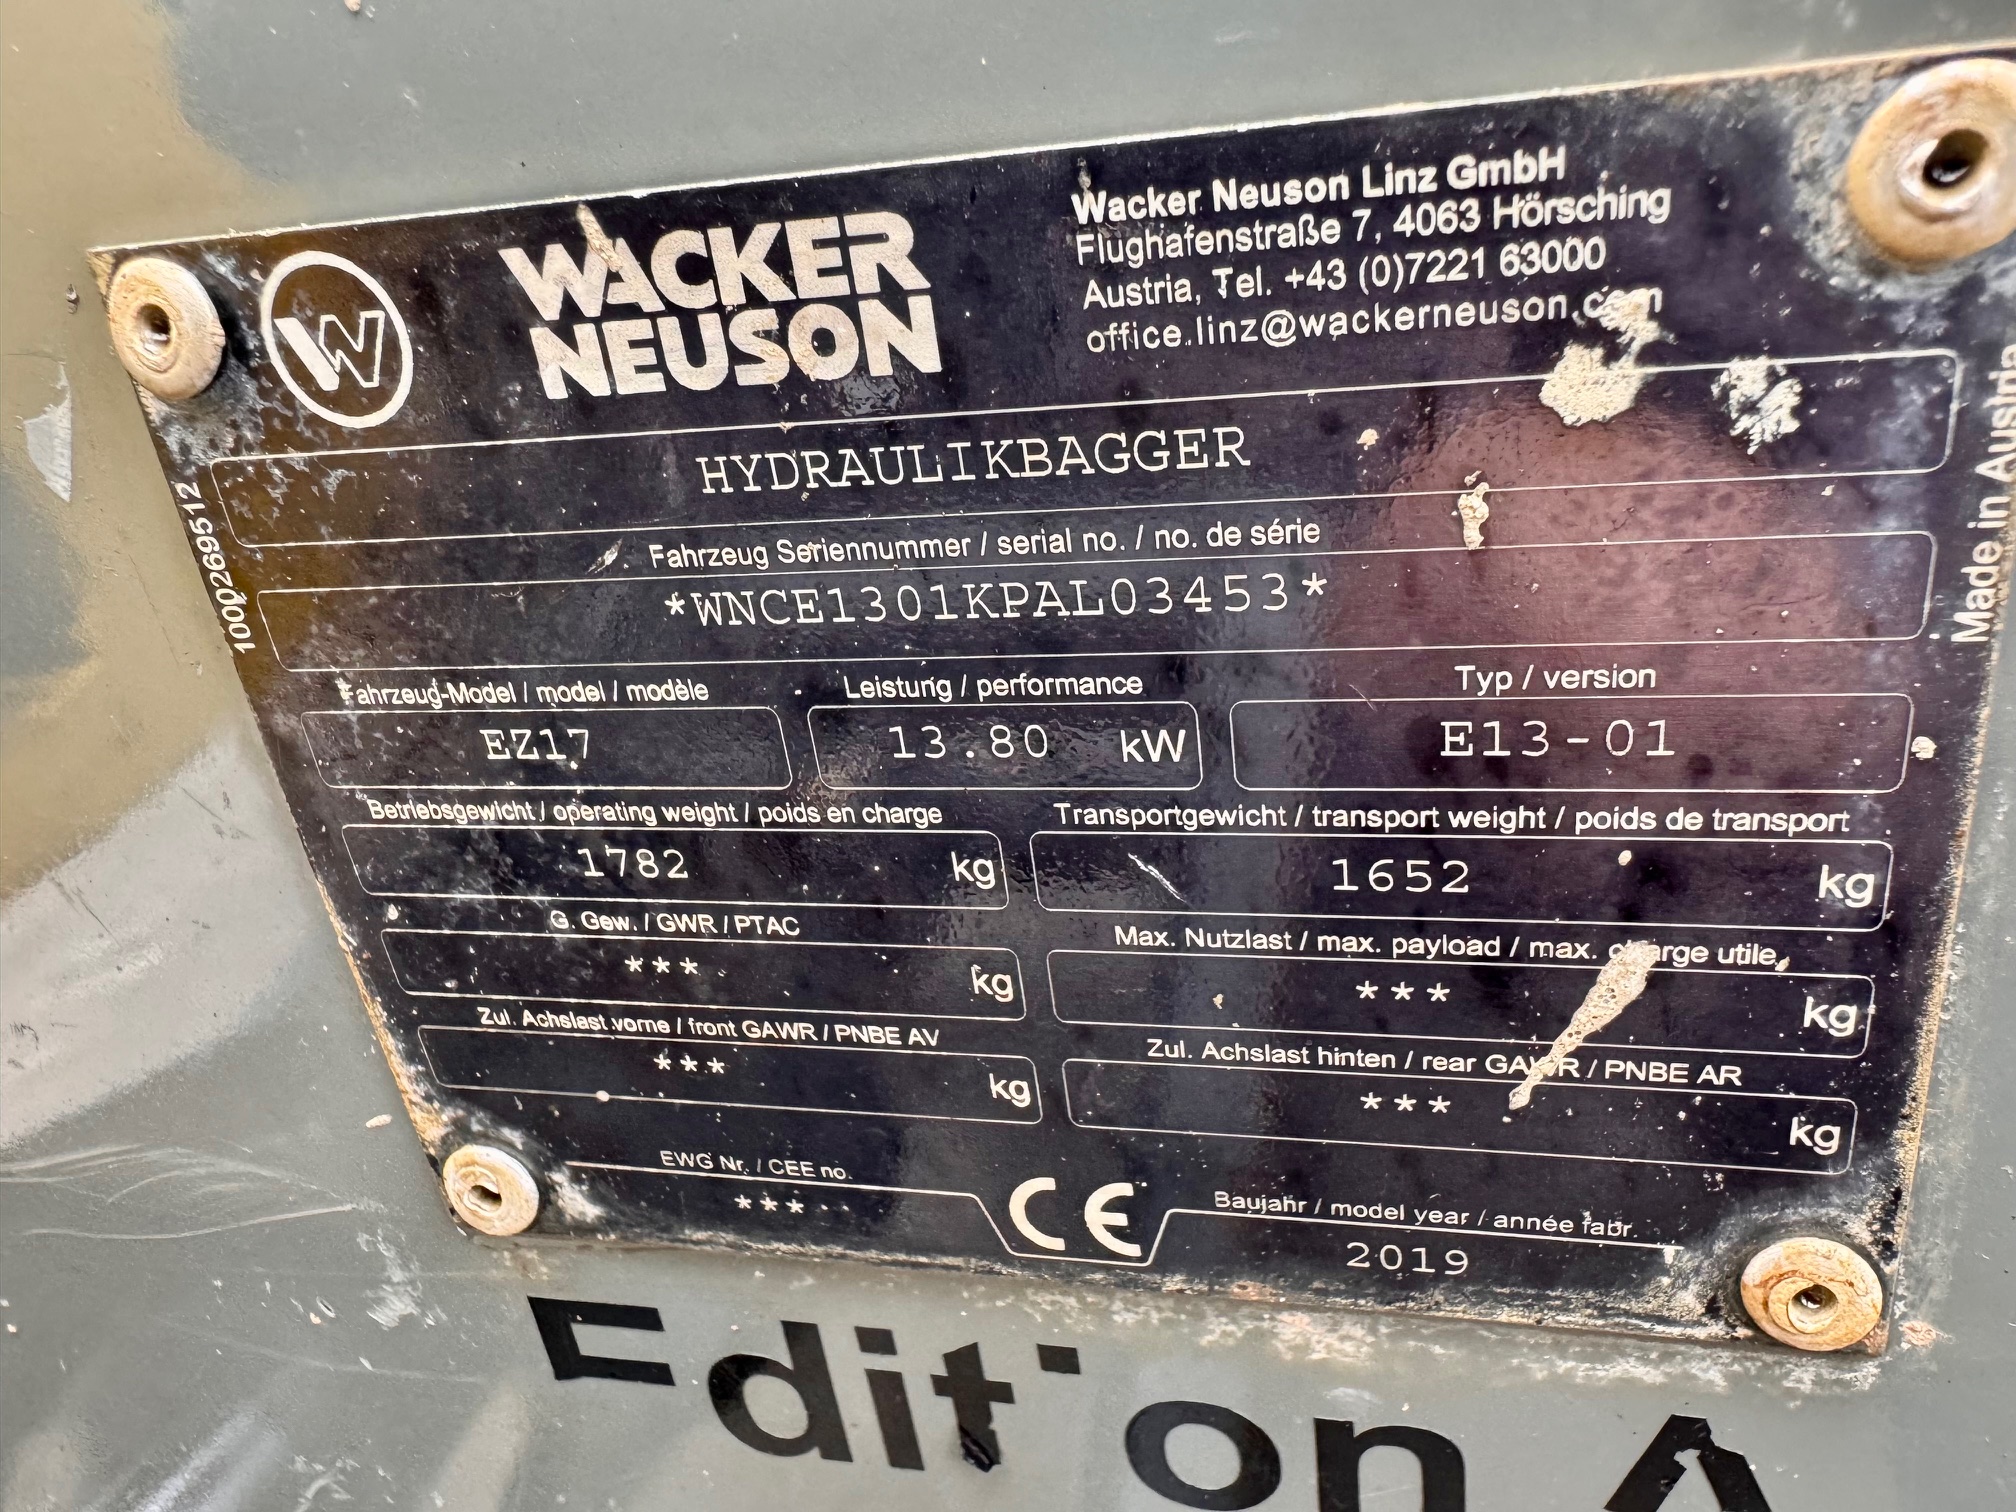 WACKER
NEUSON
Wacker Neuson Linz GmbH
Flughafenstraße 7, 4063 Hörsching
Austria, Tel. +43 (0)7221 63000
office.linz@wackerneuson.com
HYDRAULIKBAGGER
Fahrzeug Seriennummer / serial no. / no. de série
*WNCE1301KPAL03453*
1000269512
Made in Austria
Fahrzeug-Model / model / modèle
EZ17
Leistung / performance
13.80 kW
Typ / version
E13-01
Betriebsgewicht / operating weight / poids en charge
1782 kg
Transportgewicht / transport weight / poids de transport
1652 kg
G. Gew. / GWR / PTAC
*** kg
Max. Nutzlast / max. payload / max. charge utile
*** kg
Zul. Achslast vorne / front GAWR / PNBE AV
*** kg
Zul. Achslast hinten / rear GAWR / PNBE AR
*** kg
EWG Nr. / CEE no.
***
CE
Baujahr / model year / année fabr.
2019
Edition